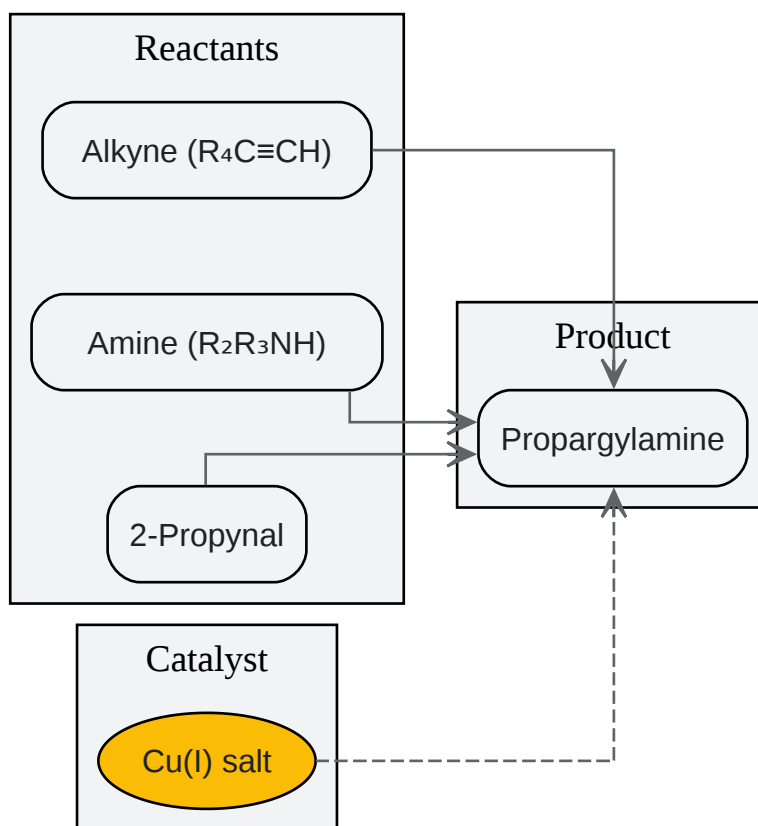 Reactants
Alkyne (R₄C≡CH)
Amine (R₂R₃NH)
Product
Propargylamine
2-Propynal
Catalyst
Cu(I) salt